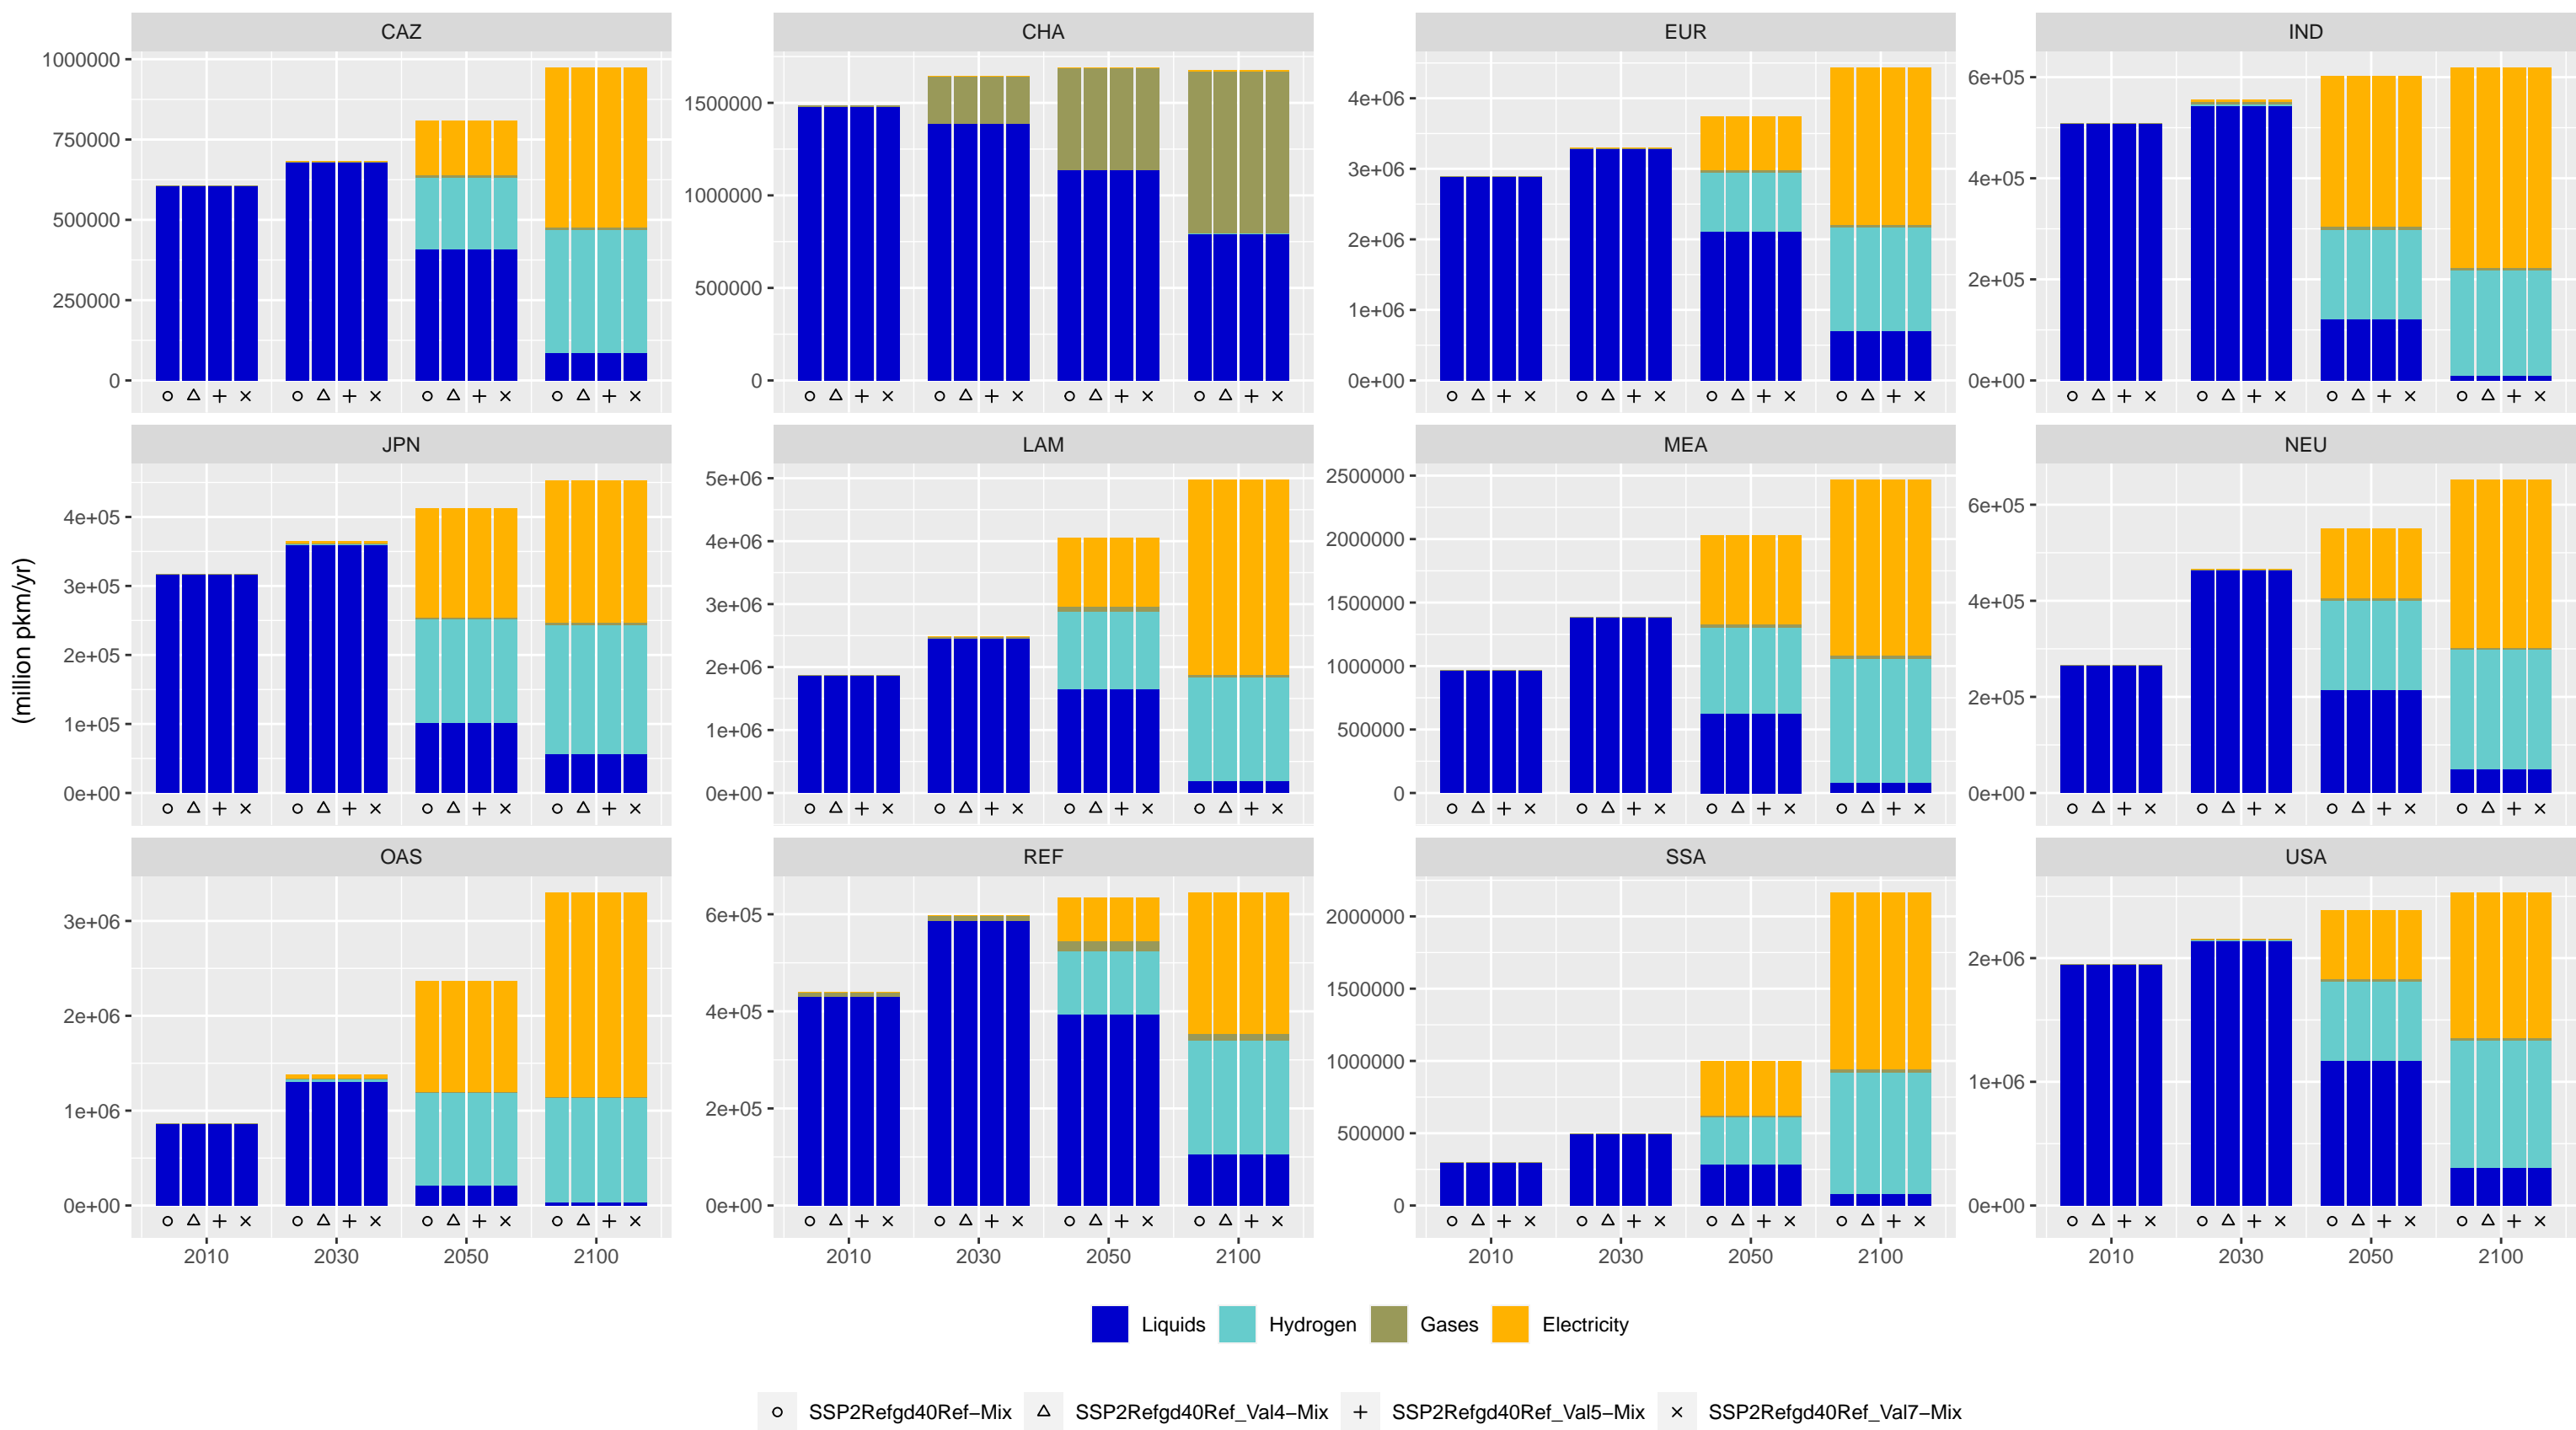 CAZ CHA EUR IND
1000000
750000
500000
250000
0
1500000
1000000
500000
0
4e+06
3e+06
2e+06
1e+06
0e+00
6e+05
4e+05
2e+05
0e+00
JPN LAM MEA NEU
4e+05
3e+05
2e+05
1e+05
0e+00
5e+06
4e+06
3e+06
2e+06
1e+06
0e+00
2500000
2000000
1500000
1000000
500000
0
6e+05
4e+05
2e+05
0e+00
(million pkm/yr)
OAS REF SSA USA
3e+06
2e+06
1e+06
0e+00
6e+05
4e+05
2e+05
0e+00
2000000
1500000
1000000
500000
0
2e+06
1e+06
0e+00
2010 2030 2050 2100 2010 2030 2050 2100 2010 2030 2050 2100 2010 2030 2050 2100
Liquids Hydrogen Gases Electricity
SSP2Refgd40Ref−Mix SSP2Refgd40Ref_Val4−Mix SSP2Refgd40Ref_Val5−Mix SSP2Refgd40Ref_Val7−Mix